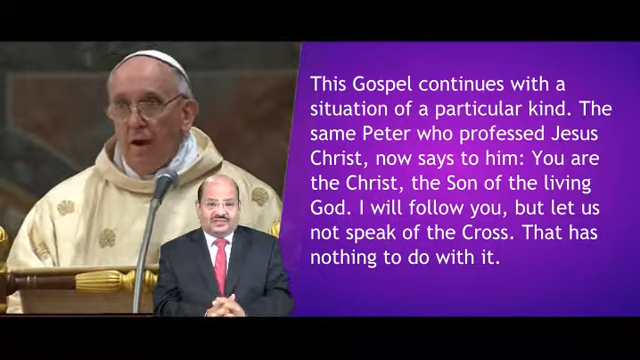 This Gospel continues with a
situation of a particular kind. The
same Peter who professed Jesus
Christ, now says to him: You are
the Christ, the Son of the living
God. I will follow you, but let us
not speak of the Cross. That has
nothing to do with it.